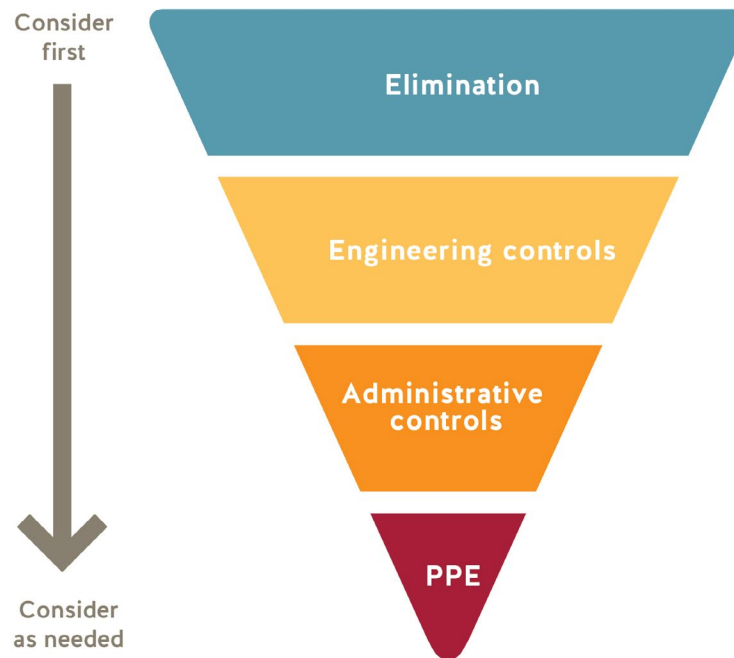 Consider
first
Elimination
Engineering controls
Administrative
controls
PPE
Consider
as needed